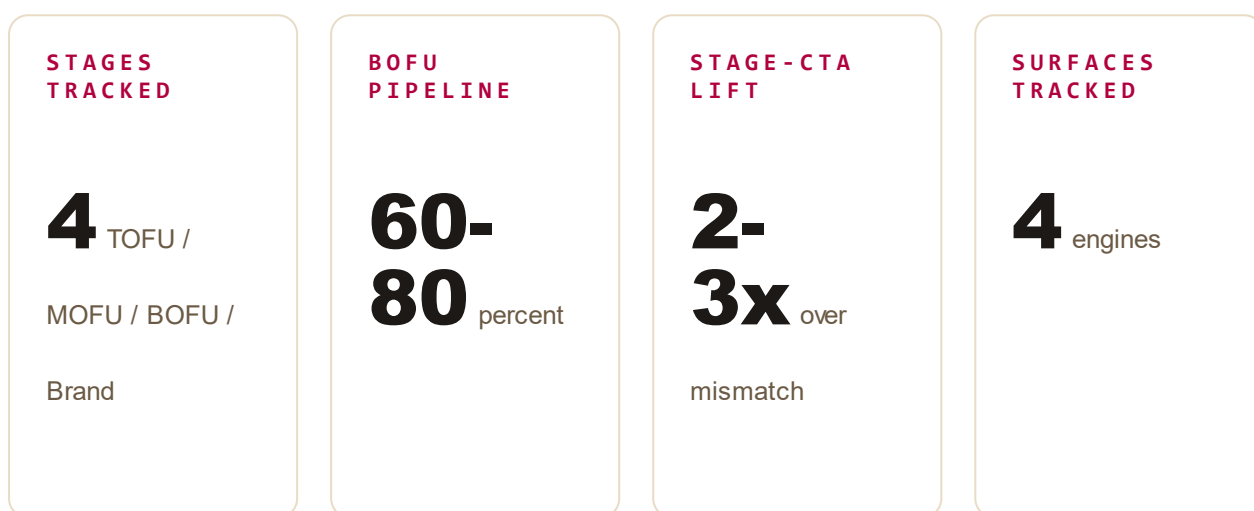 STAGES
TRACKED
4 TOFU /
MOFU / BOFU /
Brand
BOFU
PIPELINE
60-
80 percent
STAGE-CTA
LIFT
2-
3x over
mismatch
SURFACES
TRACKED
4 engines